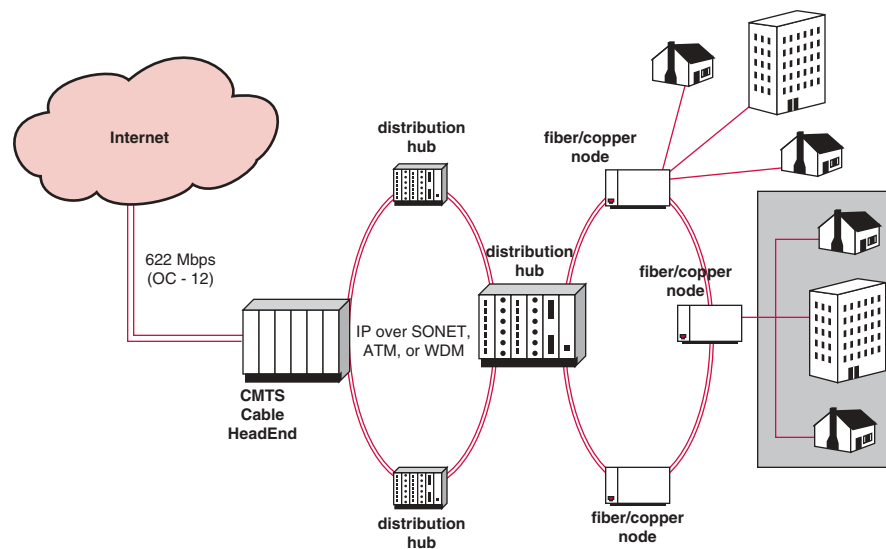 Internet
622 Mbps
(OC - 12)
CMTS
Cable
HeadEnd
distribution
hub
IP over SONET,
ATM, or WDM
distribution
hub
distribution
hub
fiber/copper
node
fiber/copper
node
fiber/copper
node